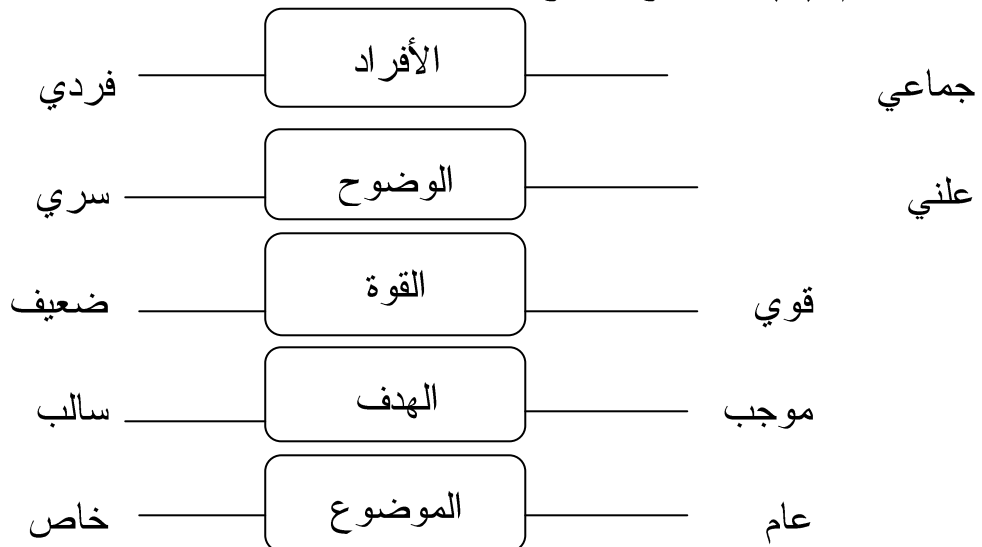 جماعي الأفراد فردي
علني الوضوح سري
قوي القوة ضعيف
موجب الهدف سالب
عام الموضوع خاص